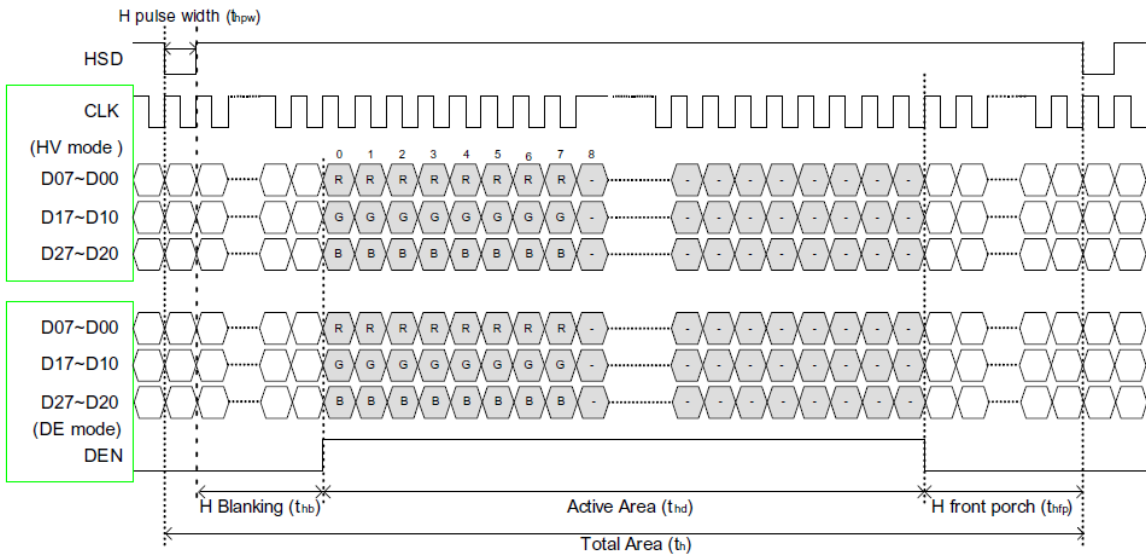 H pulse width (thpw)
HSD
CLK
(HV mode )
0 1 2 3 4 5 6 7 8
D07~D00 R R R R R R R R - - - - - - - - -
D17~D10 G G G G G G G G - - - - - - - - -
D27~D20 B B B B B B B B - - - - - - - - -
D07~D00 R R R R R R R R - - - - - - - - -
D17~D10 G G G G G G G G - - - - - - - - -
D27~D20 B B B B B B B B - - - - - - - - -
(DE mode)
DEN
H Blanking (thb) Active Area (thd) H front porch (thfp)
Total Area (th)